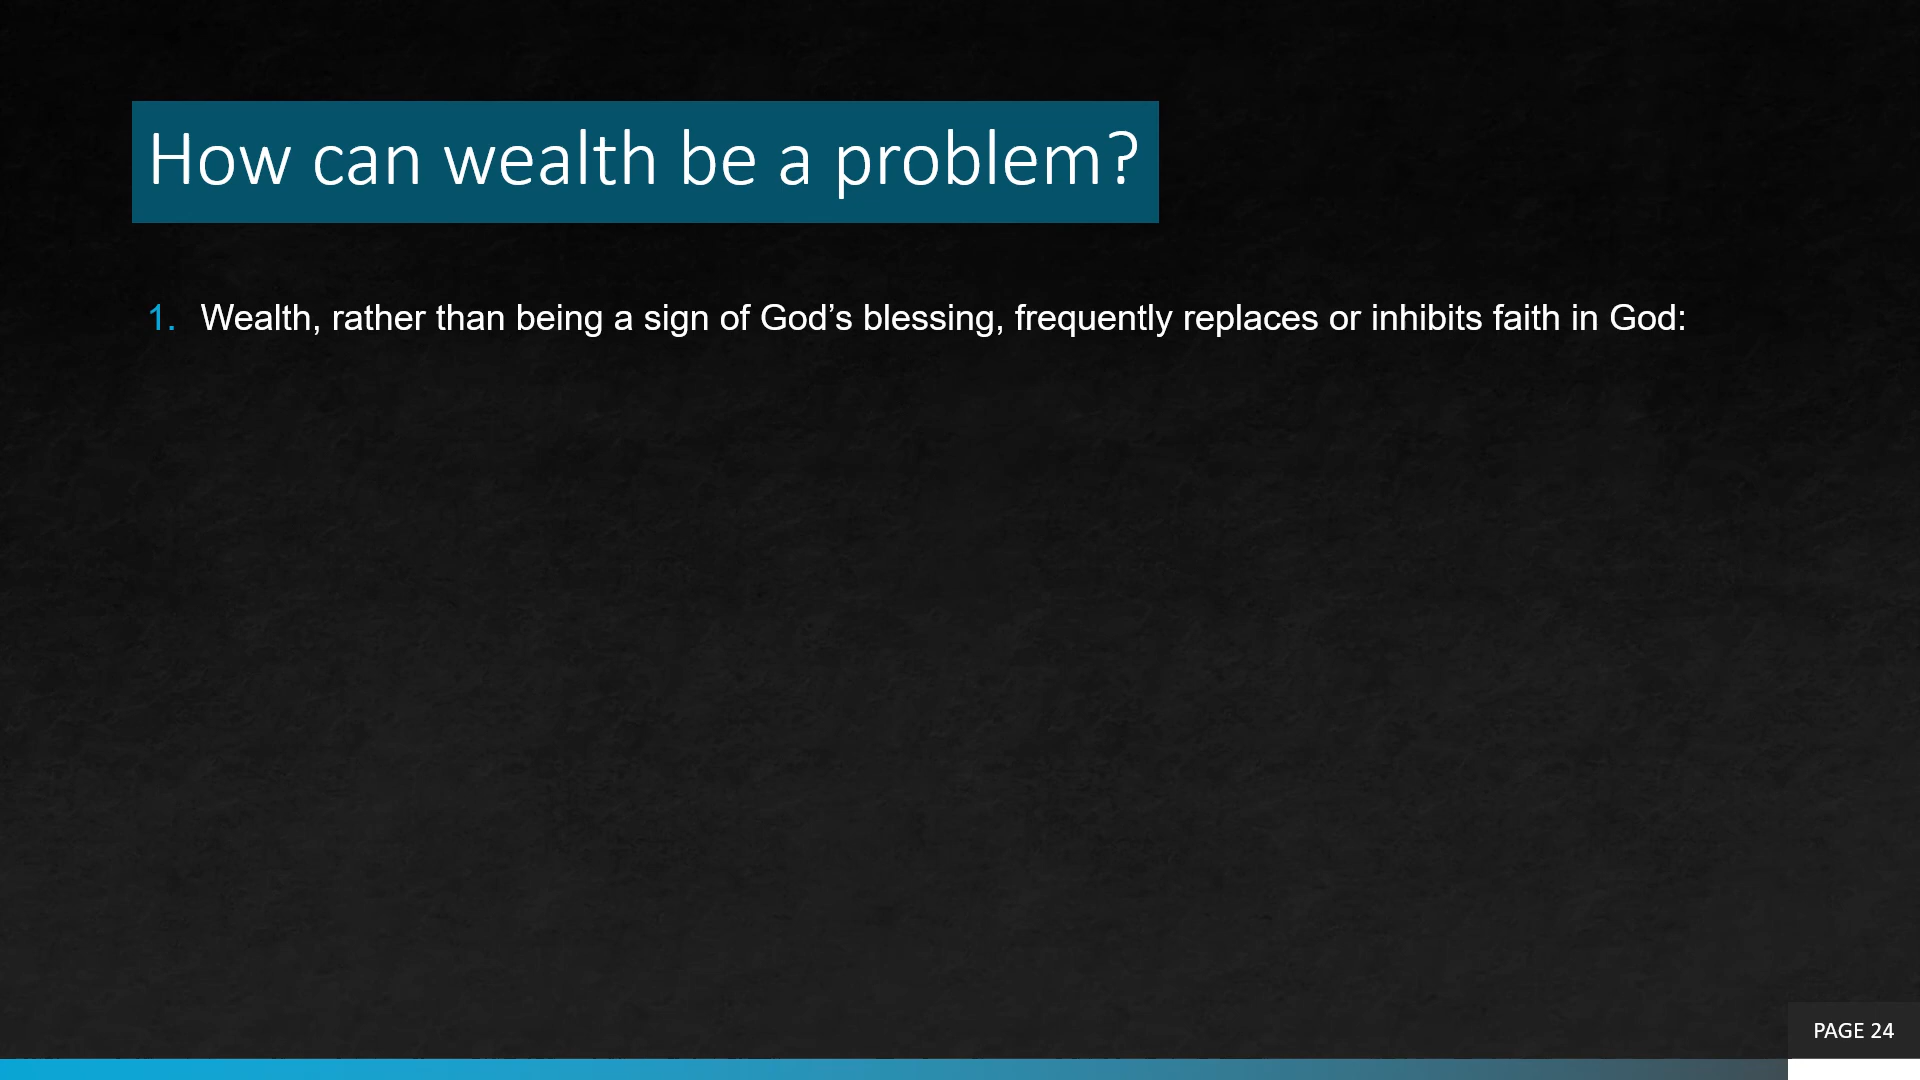 How can wealth be a problem?
1. Wealth, rather than being a sign of God’s blessing, frequently replaces or inhibits faith in God:
PAGE 24